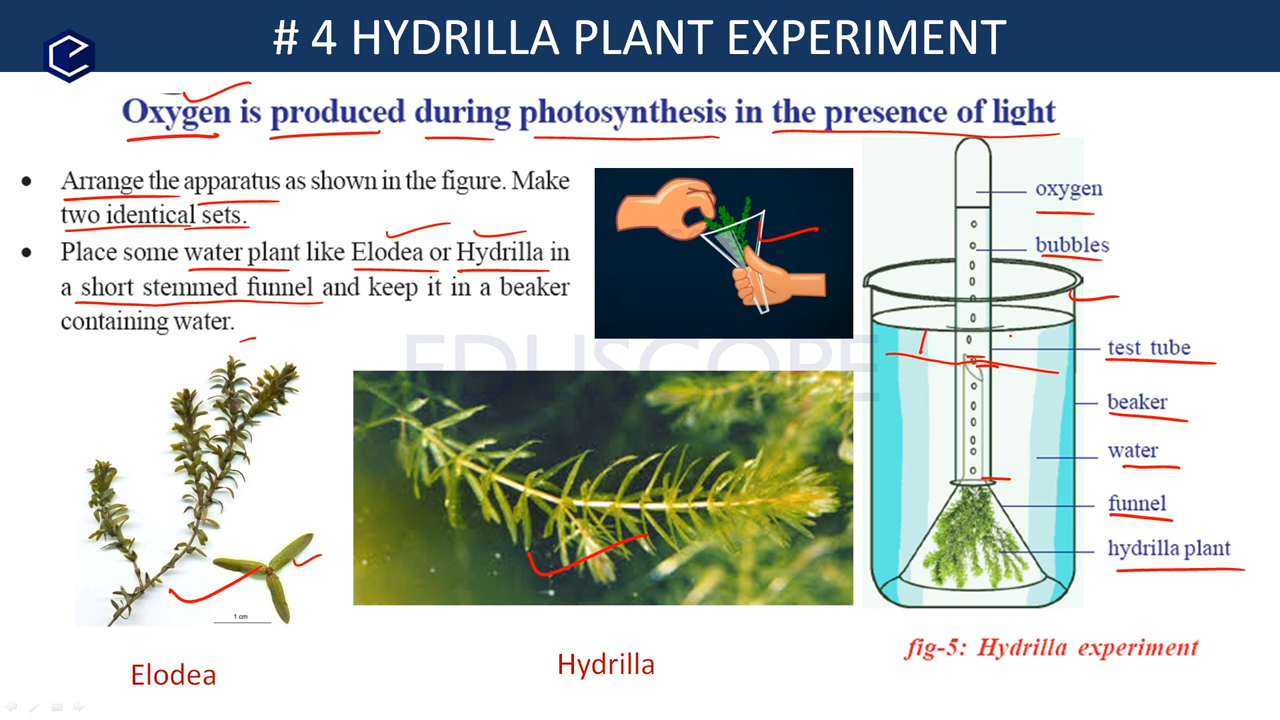 # 4 HYDRILLA PLANT EXPERIMENT
Oxygen is produced during photosynthesis in the presence of light
• Arrange the apparatus as shown in the figure. Make
two identical sets.
• Place some water plant like Elodea or Hydrilla in
a short stemmed funnel and keep it in a beaker
containing water.
EDUSCOPE
oxygen
bubbles
test tube
beaker
water
funnel
hydrilla plant
1 cm
fig-5: Hydrilla experiment
Elodea
Hydrilla